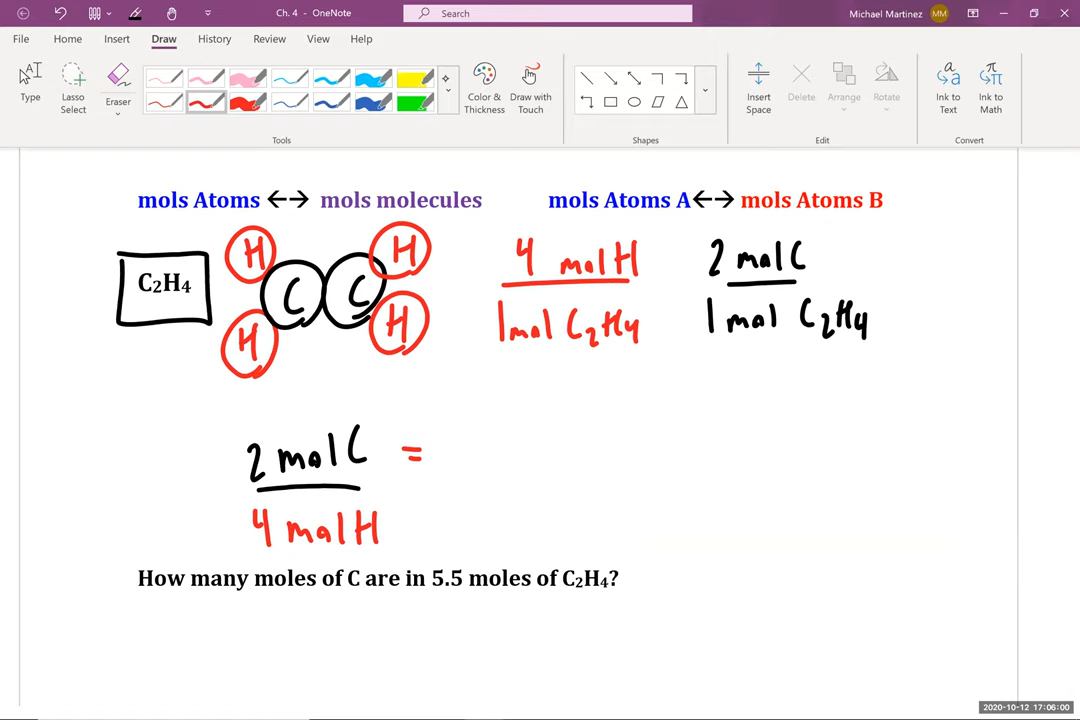 Ch. 4 - OneNote
Search
Michael Martinez
MM
File Home Insert Draw History Review View Help
Type
Lasso Select
Eraser
Color & Thickness
Draw with Touch
Insert Space
Delete
Arrange
Rotate
Ink to Text
Ink to Math
Tools
Shapes
Edit
Convert
mols Atoms ←→ mols molecules
mols Atoms A←→ mols Atoms B
C₂H₄
H H
C C
H H
4 mol H
1 mol C₂H₄
2 mol C
1 mol C₂H₄
2 mol C =
4 mol H
How many moles of C are in 5.5 moles of C₂H₄?
2020-10-12 17:06:00